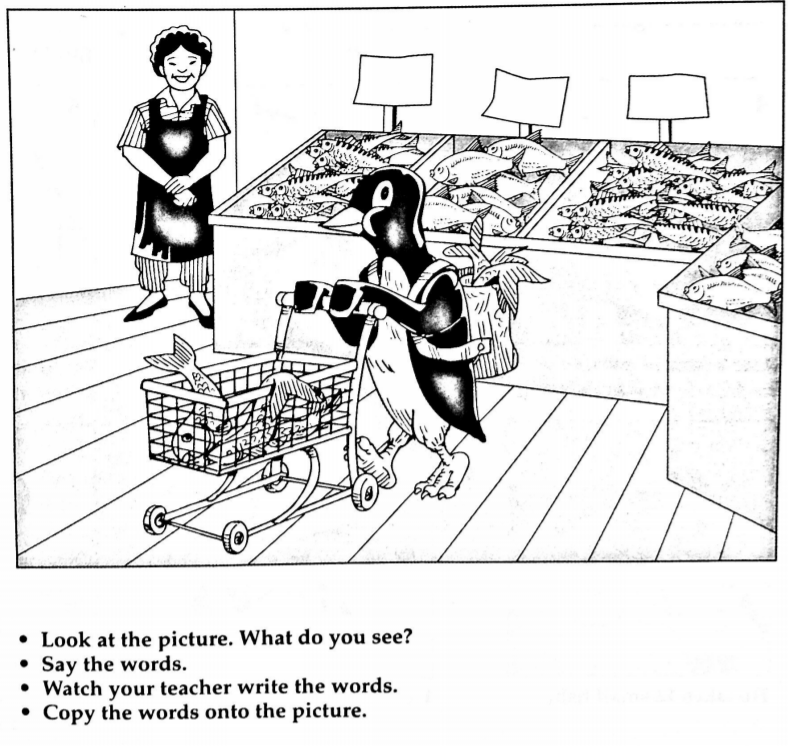 • Look at the picture. What do you see?
• Say the words.
• Watch your teacher write the words.
• Copy the words onto the picture.